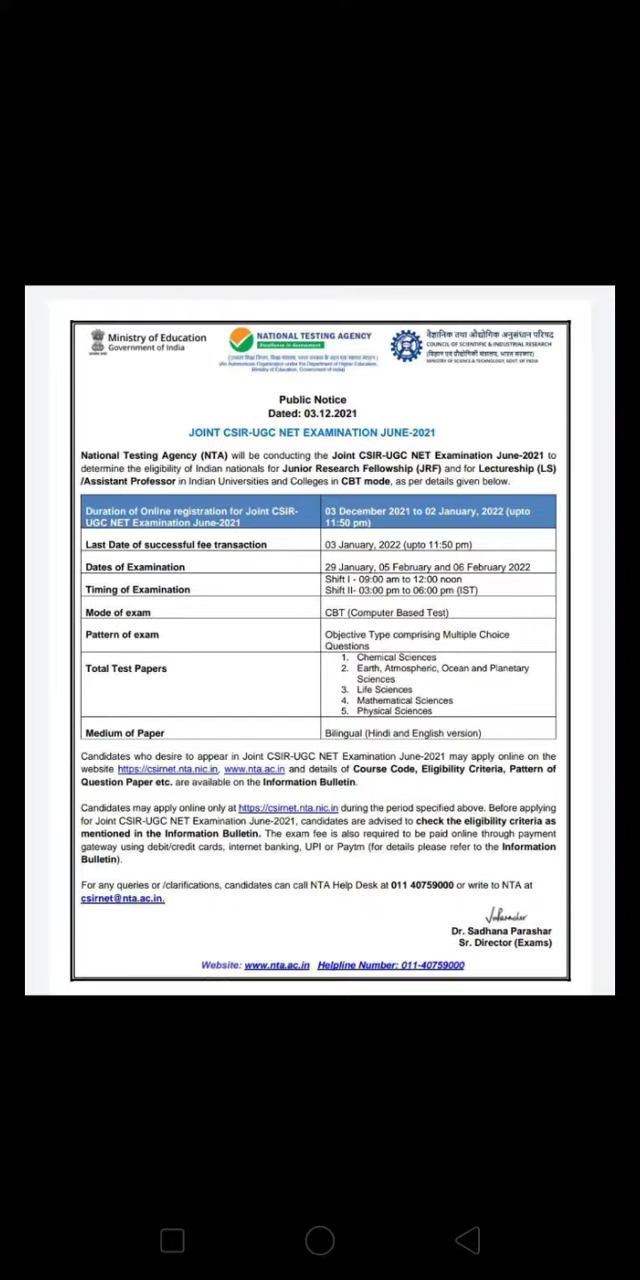 Ministry of Education
Government of India
NATIONAL TESTING AGENCY
Excellence in Assessment
(An Autonomous Organization under the Department of Higher Education,
Ministry of Education, Government of India)
वैज्ञानिक तथा औद्योगिक अनुसंधान परिषद
COUNCIL OF SCIENTIFIC & INDUSTRIAL RESEARCH
(विज्ञान एवं प्रौद्योगिकी मंत्रालय, भारत सरकार)
MINISTRY OF SCIENCE & TECHNOLOGY, GOVT. OF INDIA
Public Notice
Dated: 03.12.2021
JOINT CSIR-UGC NET EXAMINATION JUNE-2021
National Testing Agency (NTA) will be conducting the Joint CSIR-UGC NET Examination June-2021 to
determine the eligibility of Indian nationals for Junior Research Fellowship (JRF) and for Lectureship (LS)
/Assistant Professor in Indian Universities and Colleges in CBT mode, as per details given below.
Duration of Online registration for Joint CSIR-
UGC NET Examination June-2021
03 December 2021 to 02 January, 2022 (upto
11:50 pm)
Last Date of successful fee transaction
03 January, 2022 (upto 11:50 pm)
Dates of Examination
29 January, 05 February and 06 February 2022
Timing of Examination
Shift I - 09:00 am to 12:00 noon
Shift II- 03:00 pm to 06:00 pm (IST)
Mode of exam
CBT (Computer Based Test)
Pattern of exam
Objective Type comprising Multiple Choice
Questions
Total Test Papers
1. Chemical Sciences
2. Earth, Atmospheric, Ocean and Planetary
Sciences
3. Life Sciences
4. Mathematical Sciences
5. Physical Sciences
Medium of Paper
Bilingual (Hindi and English version)
Candidates who desire to appear in Joint CSIR-UGC NET Examination June-2021 may apply online on the
website https://csirnet.nta.nic.in, www.nta.ac.in and details of Course Code, Eligibility Criteria, Pattern of
Question Paper etc. are available on the Information Bulletin.
Candidates may apply online only at https://csirnet.nta.nic.in during the period specified above. Before applying
for Joint CSIR-UGC NET Examination June-2021, candidates are advised to check the eligibility criteria as
mentioned in the Information Bulletin. The exam fee is also required to be paid online through payment
gateway using debit/credit cards, internet banking, UPI or Paytm (for details please refer to the Information
Bulletin).
For any queries or /clarifications, candidates can call NTA Help Desk at 011 40759000 or write to NTA at
csirnet@nta.ac.in.
Dr. Sadhana Parashar
Sr. Director (Exams)
Website: www.nta.ac.in Helpline Number: 011-40759000